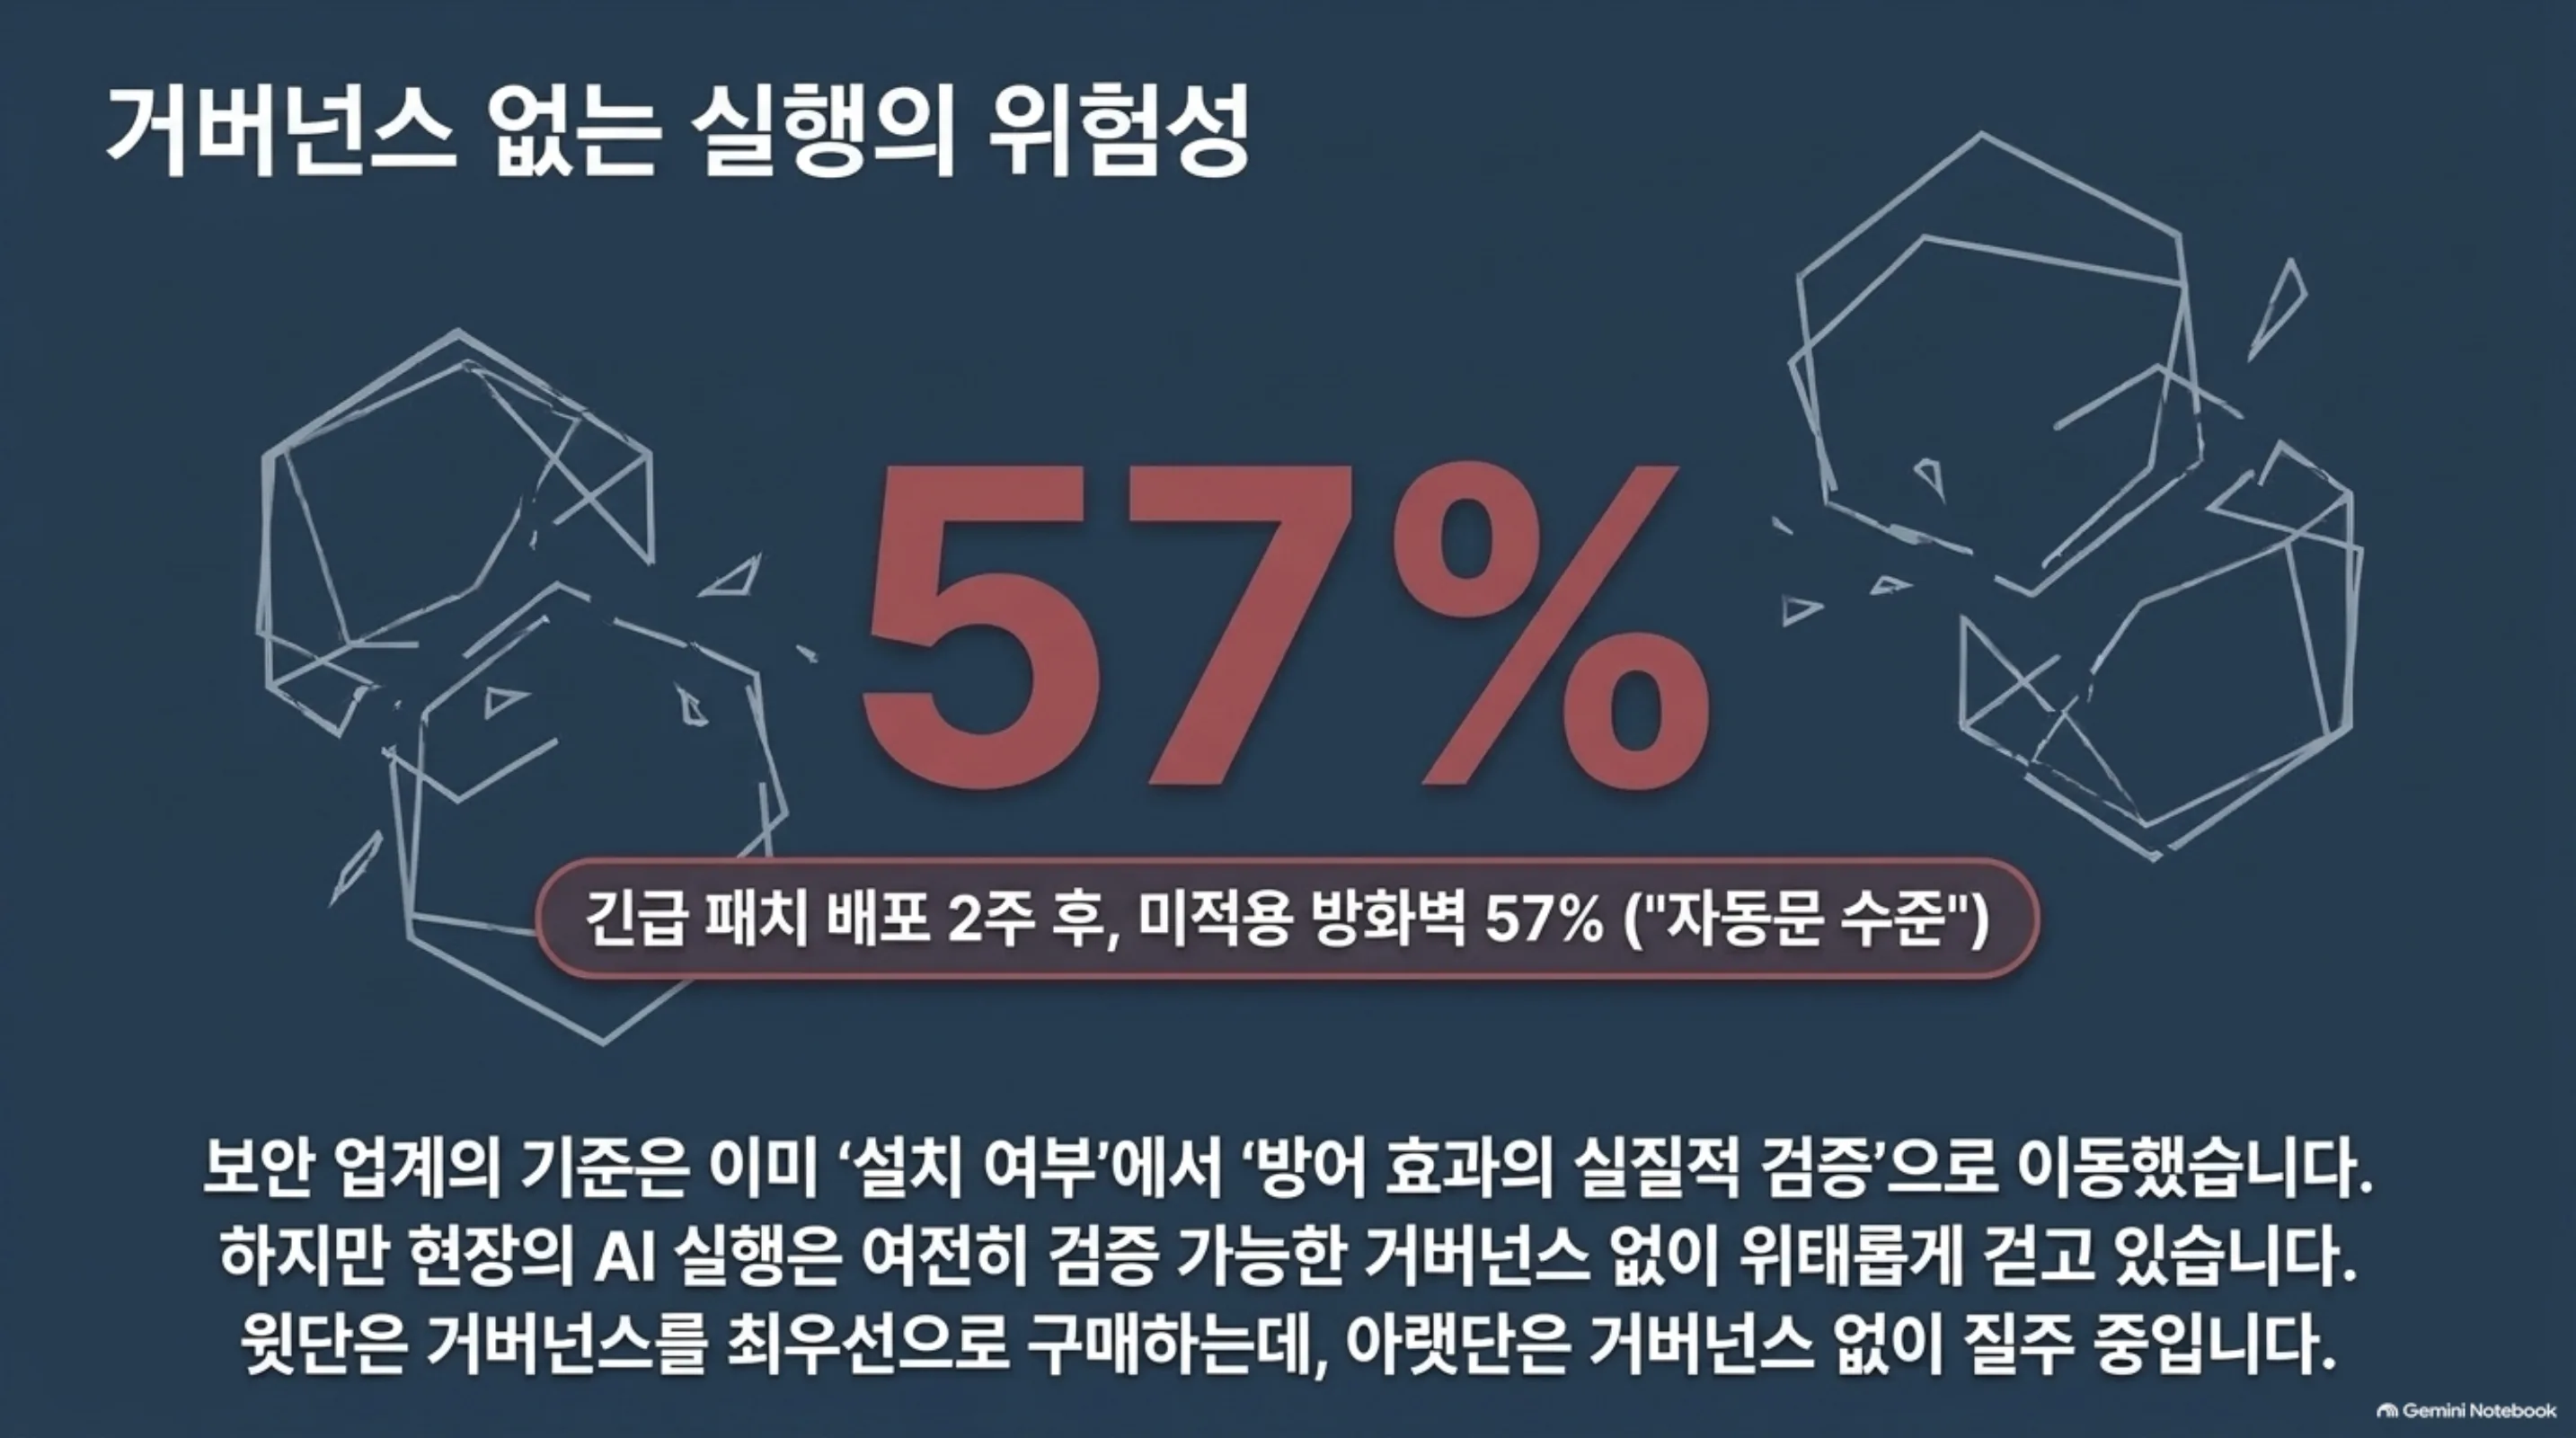 거버넌스 없는 실행의 위험성
57%
긴급 패치 배포 2주 후, 미적용 방화벽 57% ("자동문 수준")
보안 업계의 기준은 이미 ‘설치 여부’에서 ‘방어 효과의 실질적 검증’으로 이동했습니다.
하지만 현장의 AI 실행은 여전히 검증 가능한 거버넌스 없이 위태롭게 걷고 있습니다.
윗단은 거버넌스를 최우선으로 구매하는데, 아랫단은 거버넌스 없이 질주 중입니다.
Gemini Notebook